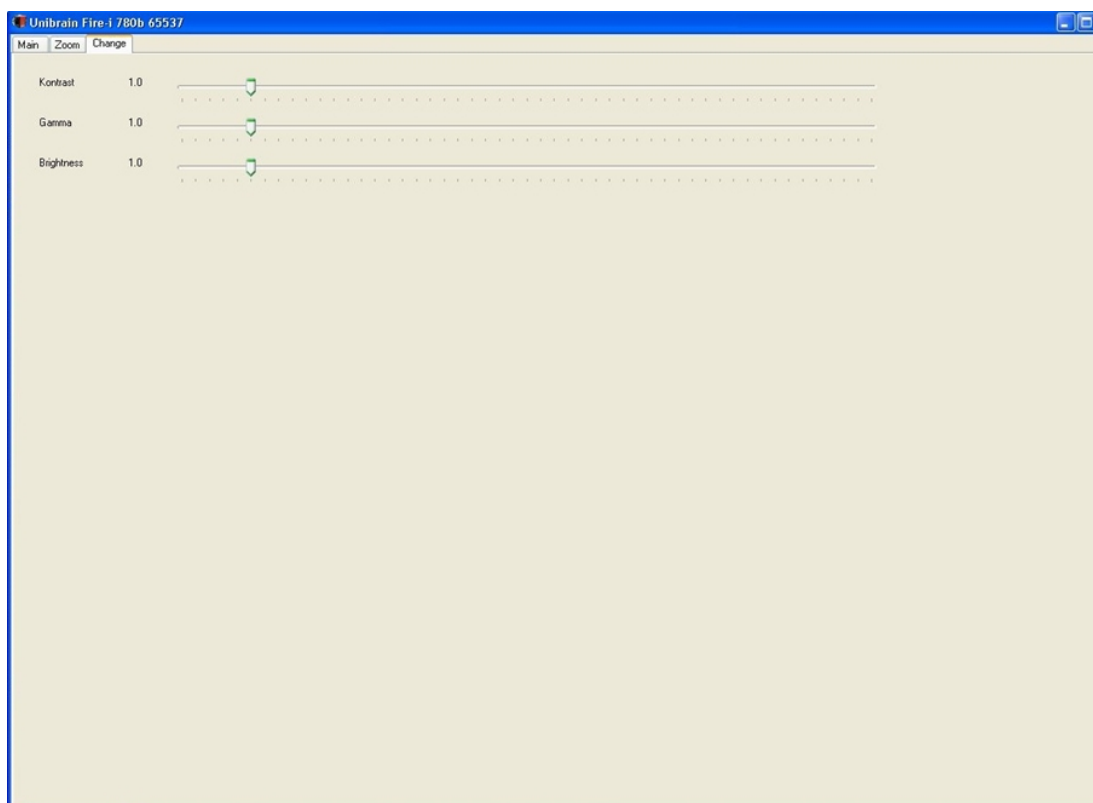 Unibrain Fire-i 780b 65537
Main Zoom Change
Kontrast 1.0
Gamma 1.0
Brightness 1.0